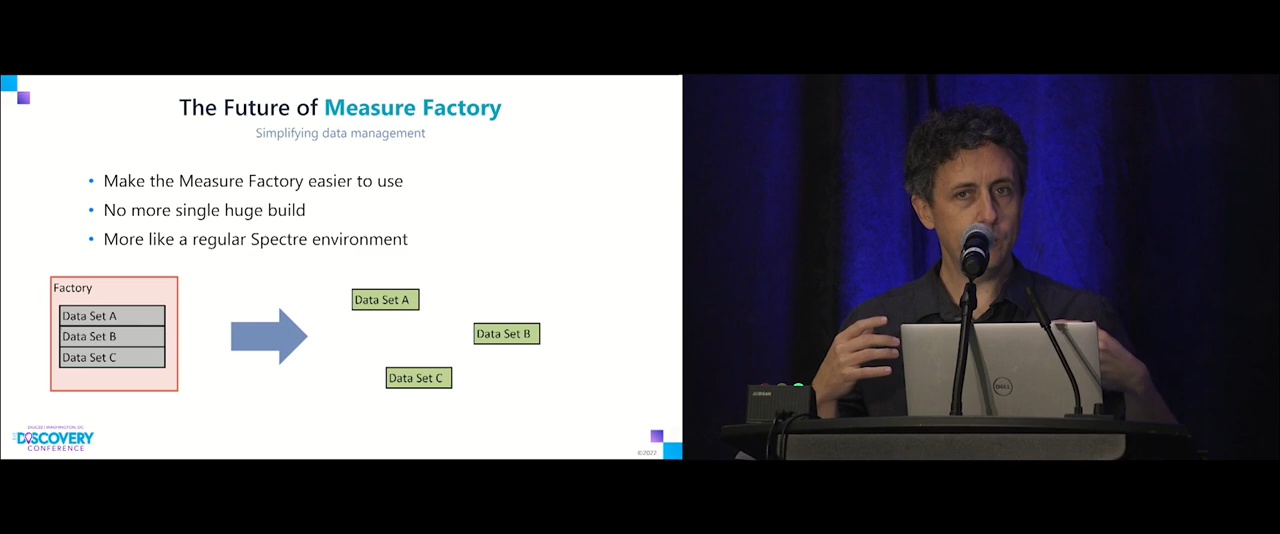 The Future of Measure Factory
Simplifying data management
• Make the Measure Factory easier to use
• No more single huge build
• More like a regular Spectre environment
Factory
Data Set A
Data Set B
Data Set C
Data Set A
Data Set B
Data Set C
DISCOVERY
CONFERENCE
©2022
DELL